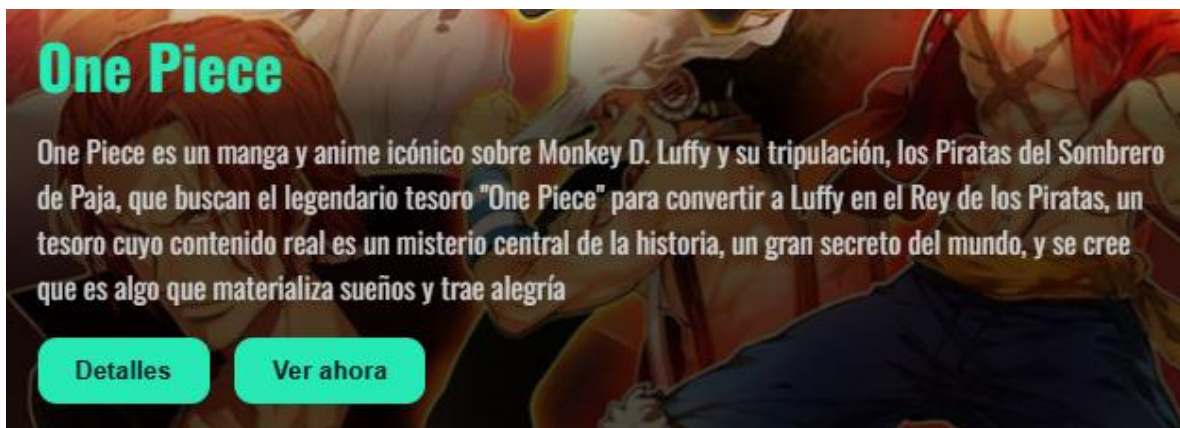 One Piece
One Piece es un manga y anime icónico sobre Monkey D. Luffy y su tripulación, los Piratas del Sombrero
de Paja, que buscan el legendario tesoro "One Piece" para convertir a Luffy en el Rey de los Piratas, un
tesoro cuyo contenido real es un misterio central de la historia, un gran secreto del mundo, y se cree
que es algo que materializa sueños y trae alegría
Detalles
Ver ahora